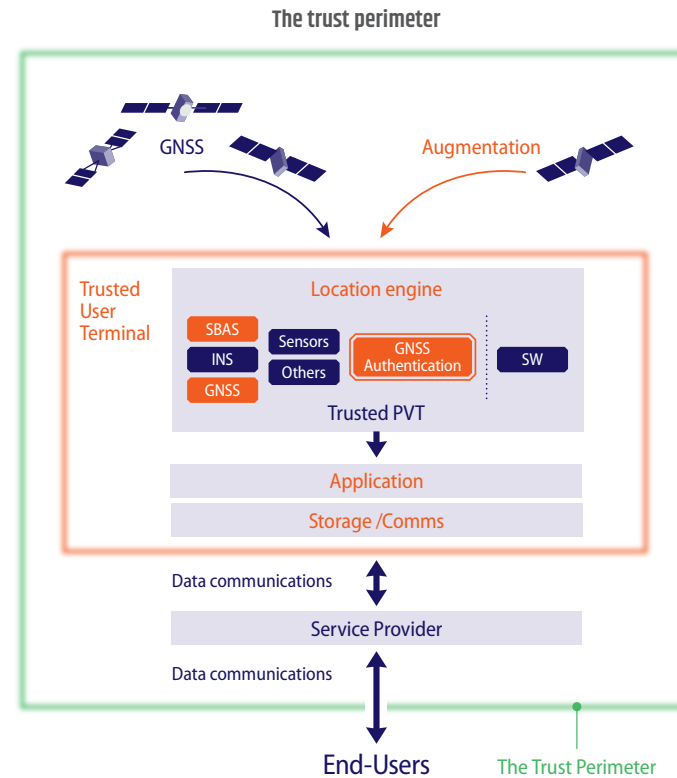 The trust perimeter
GNSS
Augmentation
Trusted
User
Terminal
Location engine
SBAS
INS
GNSS
Sensors
Others
GNSS
Authentication
SW
Trusted PVT
Application
Storage /Comms
Data communications
Service Provider
Data communications
End-Users
The Trust Perimeter